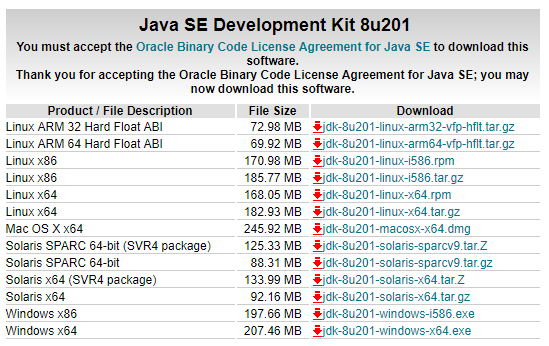 Java SE Development Kit 8u201
You must accept the Oracle Binary Code License Agreement for Java SE to download this
software.
Thank you for accepting the Oracle Binary Code License Agreement for Java SE; you may
now download this software.
Product / File Description File Size Download
Linux ARM 32 Hard Float ABI 72.98 MB jdk-8u201-linux-arm32-vfp-hflt.tar.gz
Linux ARM 64 Hard Float ABI 69.92 MB jdk-8u201-linux-arm64-vfp-hflt.tar.gz
Linux x86 170.98 MB jdk-8u201-linux-i586.rpm
Linux x86 185.77 MB jdk-8u201-linux-i586.tar.gz
Linux x64 168.05 MB jdk-8u201-linux-x64.rpm
Linux x64 182.93 MB jdk-8u201-linux-x64.tar.gz
Mac OS X x64 245.92 MB jdk-8u201-macosx-x64.dmg
Solaris SPARC 64-bit (SVR4 package) 125.33 MB jdk-8u201-solaris-sparcv9.tar.Z
Solaris SPARC 64-bit 88.31 MB jdk-8u201-solaris-sparcv9.tar.gz
Solaris x64 (SVR4 package) 133.99 MB jdk-8u201-solaris-x64.tar.Z
Solaris x64 92.16 MB jdk-8u201-solaris-x64.tar.gz
Windows x86 197.66 MB jdk-8u201-windows-i586.exe
Windows x64 207.46 MB jdk-8u201-windows-x64.exe